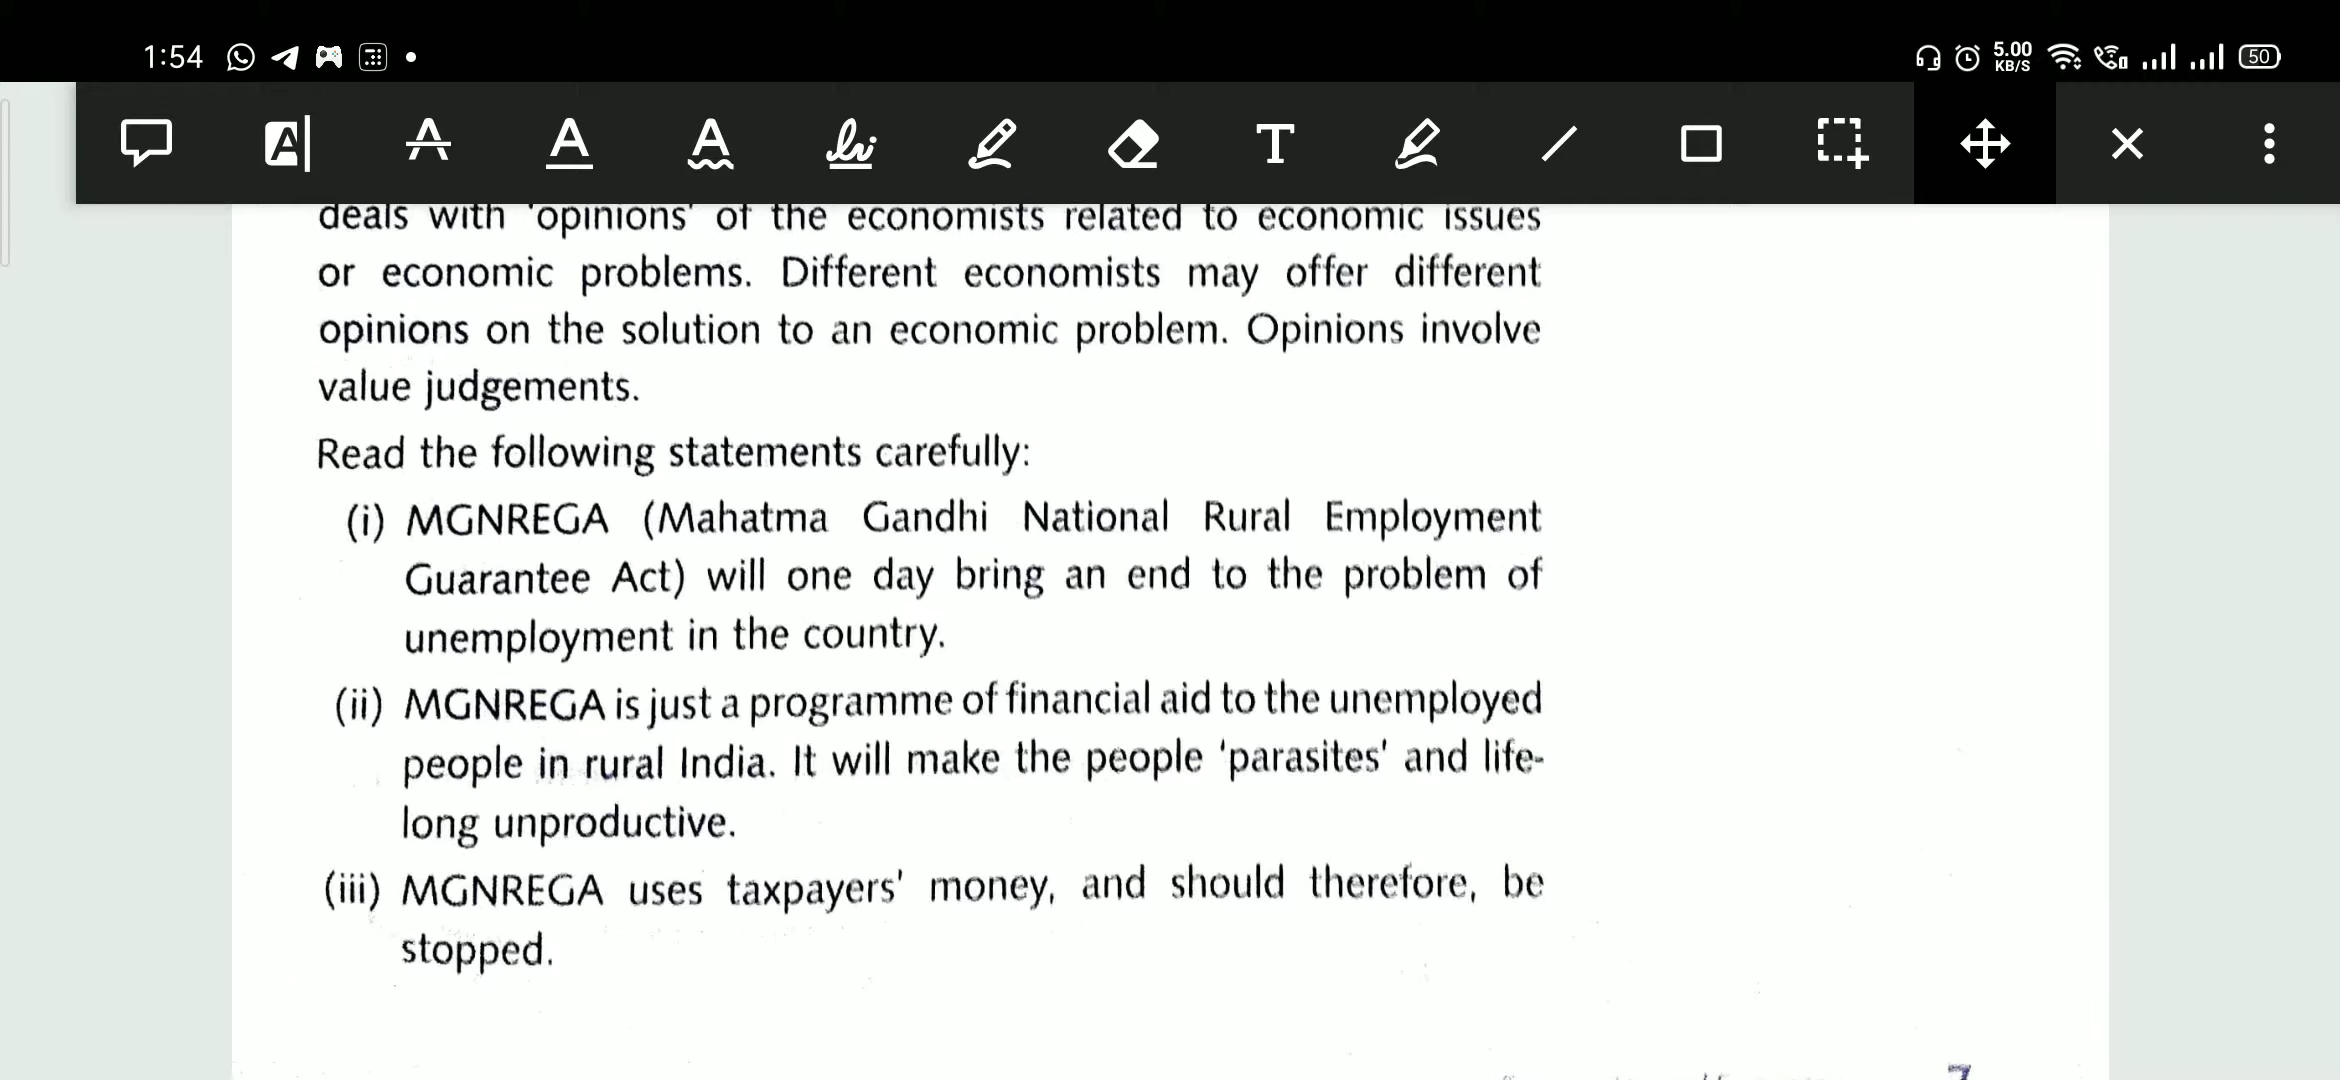 1:54
5.00
KB/S
50
deals with 'opinions' of the economists related to economic issues
or economic problems. Different economists may offer different
opinions on the solution to an economic problem. Opinions involve
value judgements.
Read the following statements carefully:
(i) MGNREGA (Mahatma Gandhi National Rural Employment
Guarantee Act) will one day bring an end to the problem of
unemployment in the country.
(ii) MGNREGA is just a programme of financial aid to the unemployed
people in rural India. It will make the people 'parasites' and life-
long unproductive.
(iii) MGNREGA uses taxpayers' money, and should therefore, be
stopped.